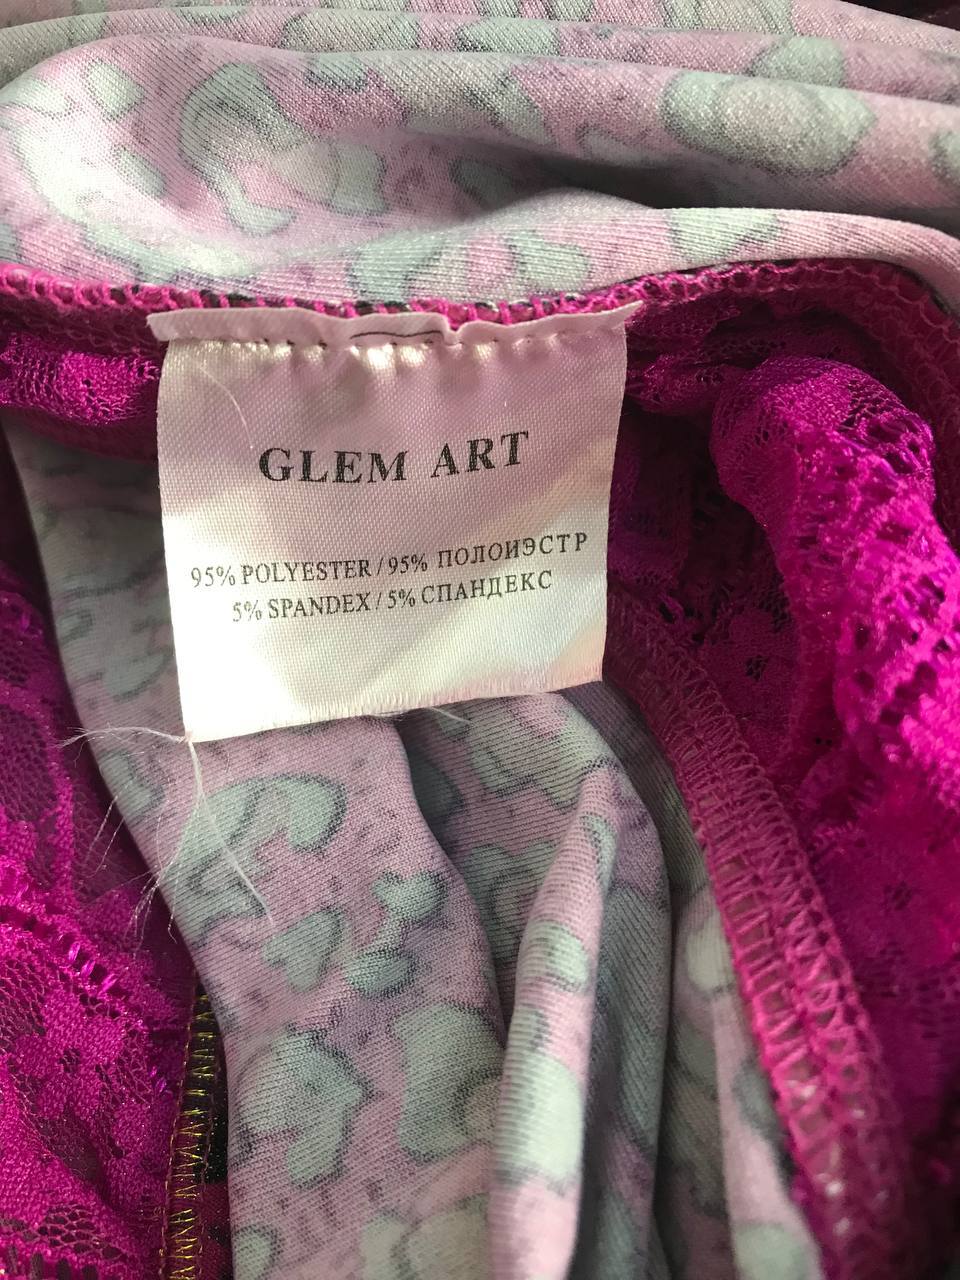 GLEM ART
95% POLYESTER / 95% ПОЛОИЭСТР
5% SPANDEX / 5% СПАНДЕКС